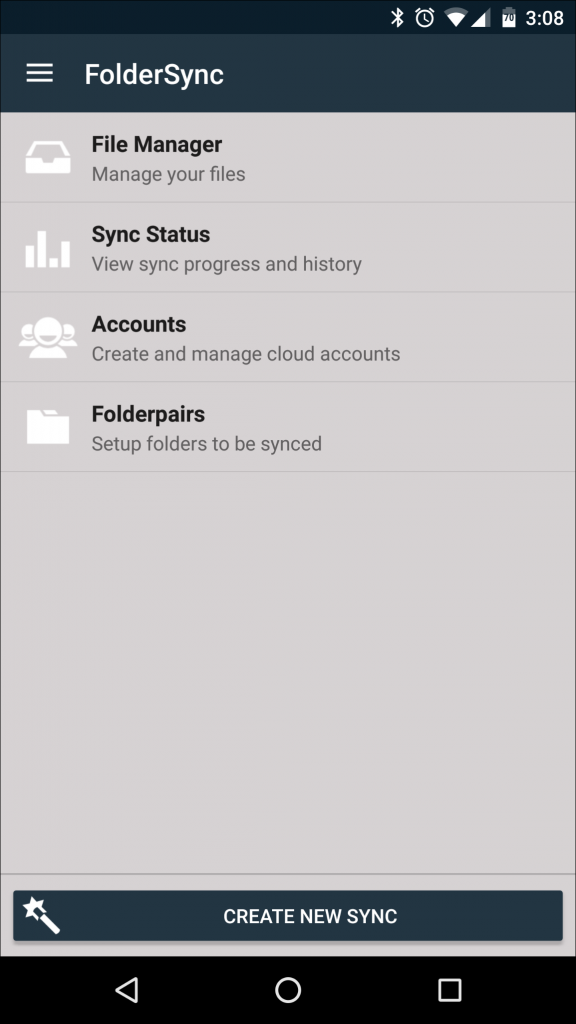 70 3:08
FolderSync
File Manager
Manage your files
Sync Status
View sync progress and history
Accounts
Create and manage cloud accounts
Folderpairs
Setup folders to be synced
CREATE NEW SYNC